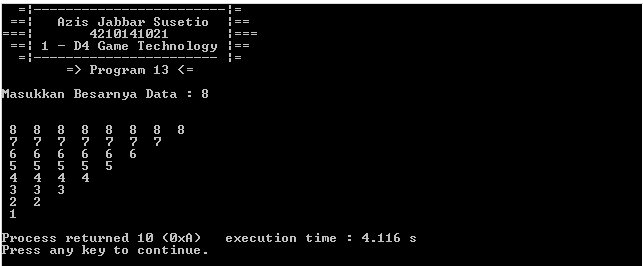 =|------------------------|=
==|   Azis Jabbar Susetio  |==
===|       4210141021       |===
==| 1 - D4 Game Technology |==
=|----------------------- |=
=> Program 13 <=
Masukkan Besarnya Data : 8
8 8 8 8 8 8 8 8
7 7 7 7 7 7 7
6 6 6 6 6 6
5 5 5 5 5
4 4 4 4
3 3 3
2 2
1
Process returned 10 (0xA)   execution time : 4.116 s
Press any key to continue.